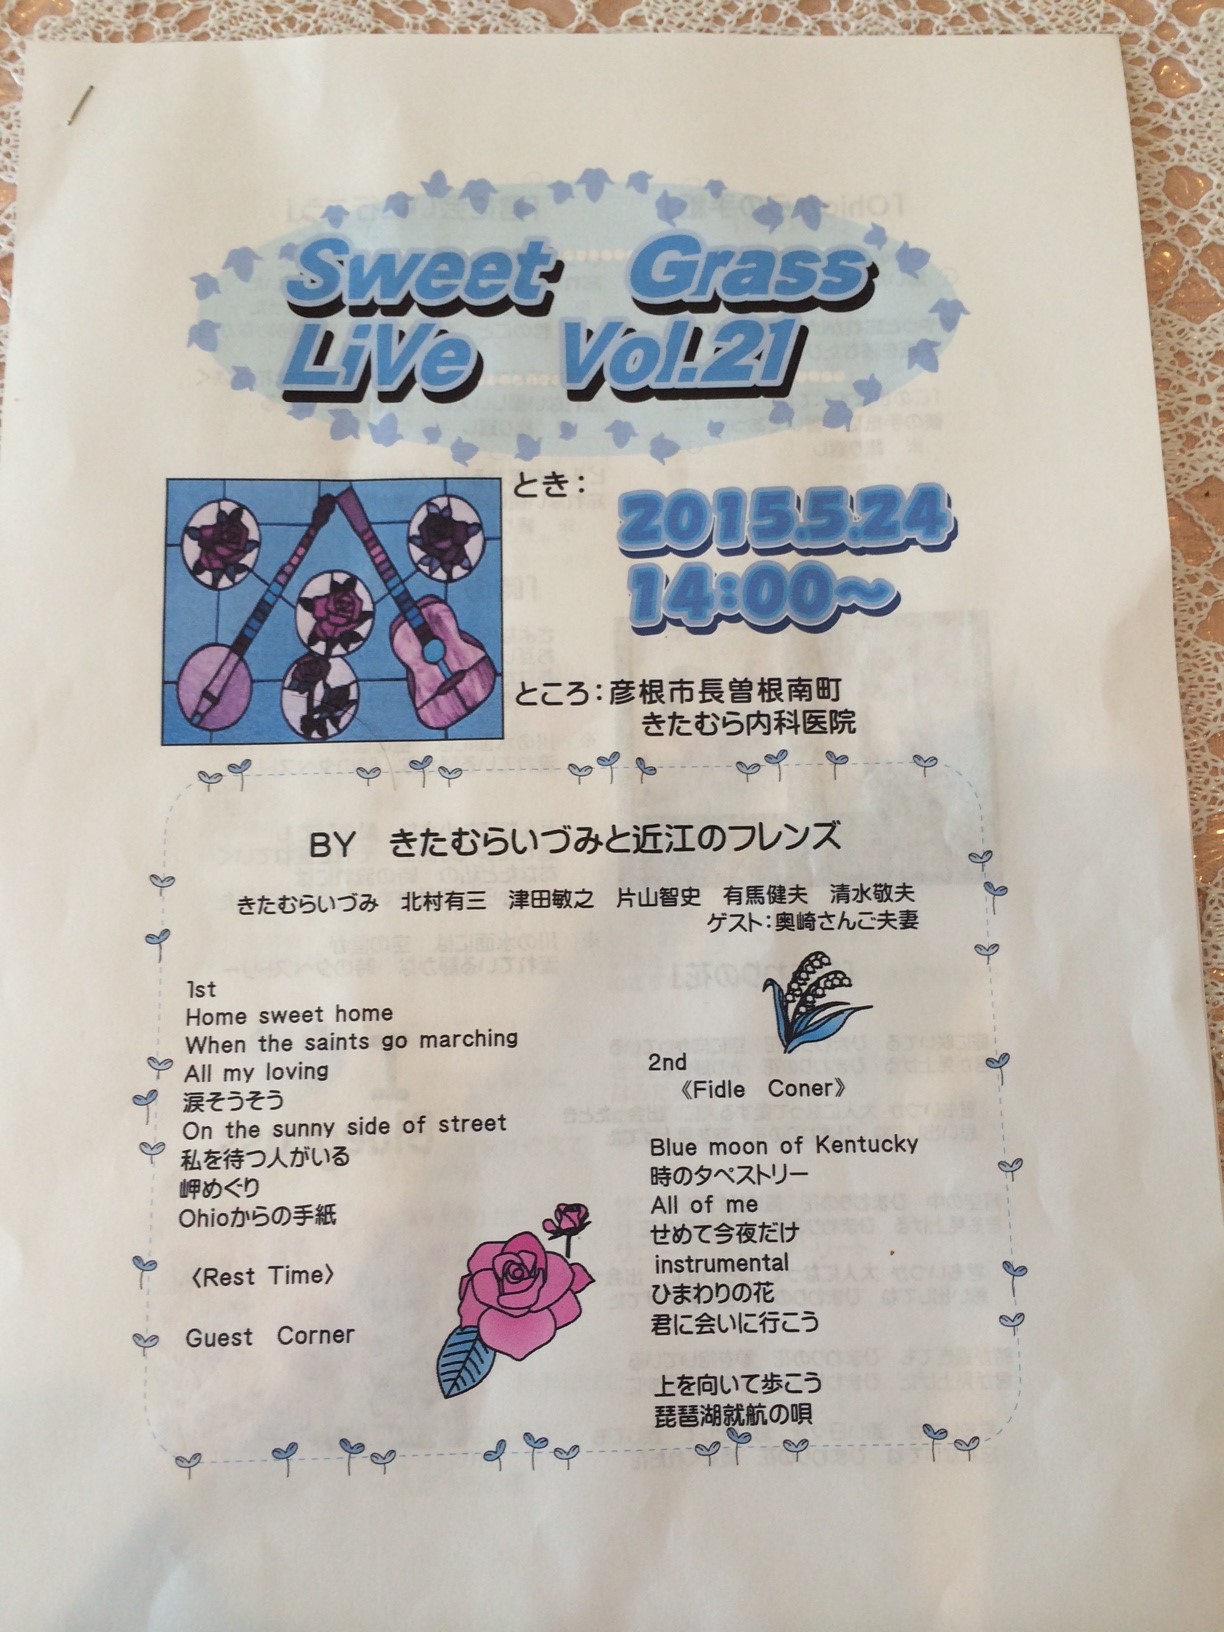 Sweet Grass
LiVe Vol.21
とき：
2015.5.24
14:00～
ところ：彦根市長曽根南町
きたむら内科医院
BY きたむらいづみと近江のフレンズ
きたむらいづみ 北村有三 津田敏之 片山智史 有馬健夫 清水敬夫
ゲスト：奥崎さんご夫妻
1st
Home sweet home
When the saints go marching
All my loving
涙そうそう
On the sunny side of street
私を待つ人がいる
岬めぐり
Ohioからの手紙
〈Rest Time〉
Guest Corner
2nd
《Fidle Coner》
Blue moon of Kentucky
時のタペストリー
All of me
せめて今夜だけ
instrumental
ひまわりの花
君に会いに行こう
上を向いて歩こう
琵琶湖就航の唄